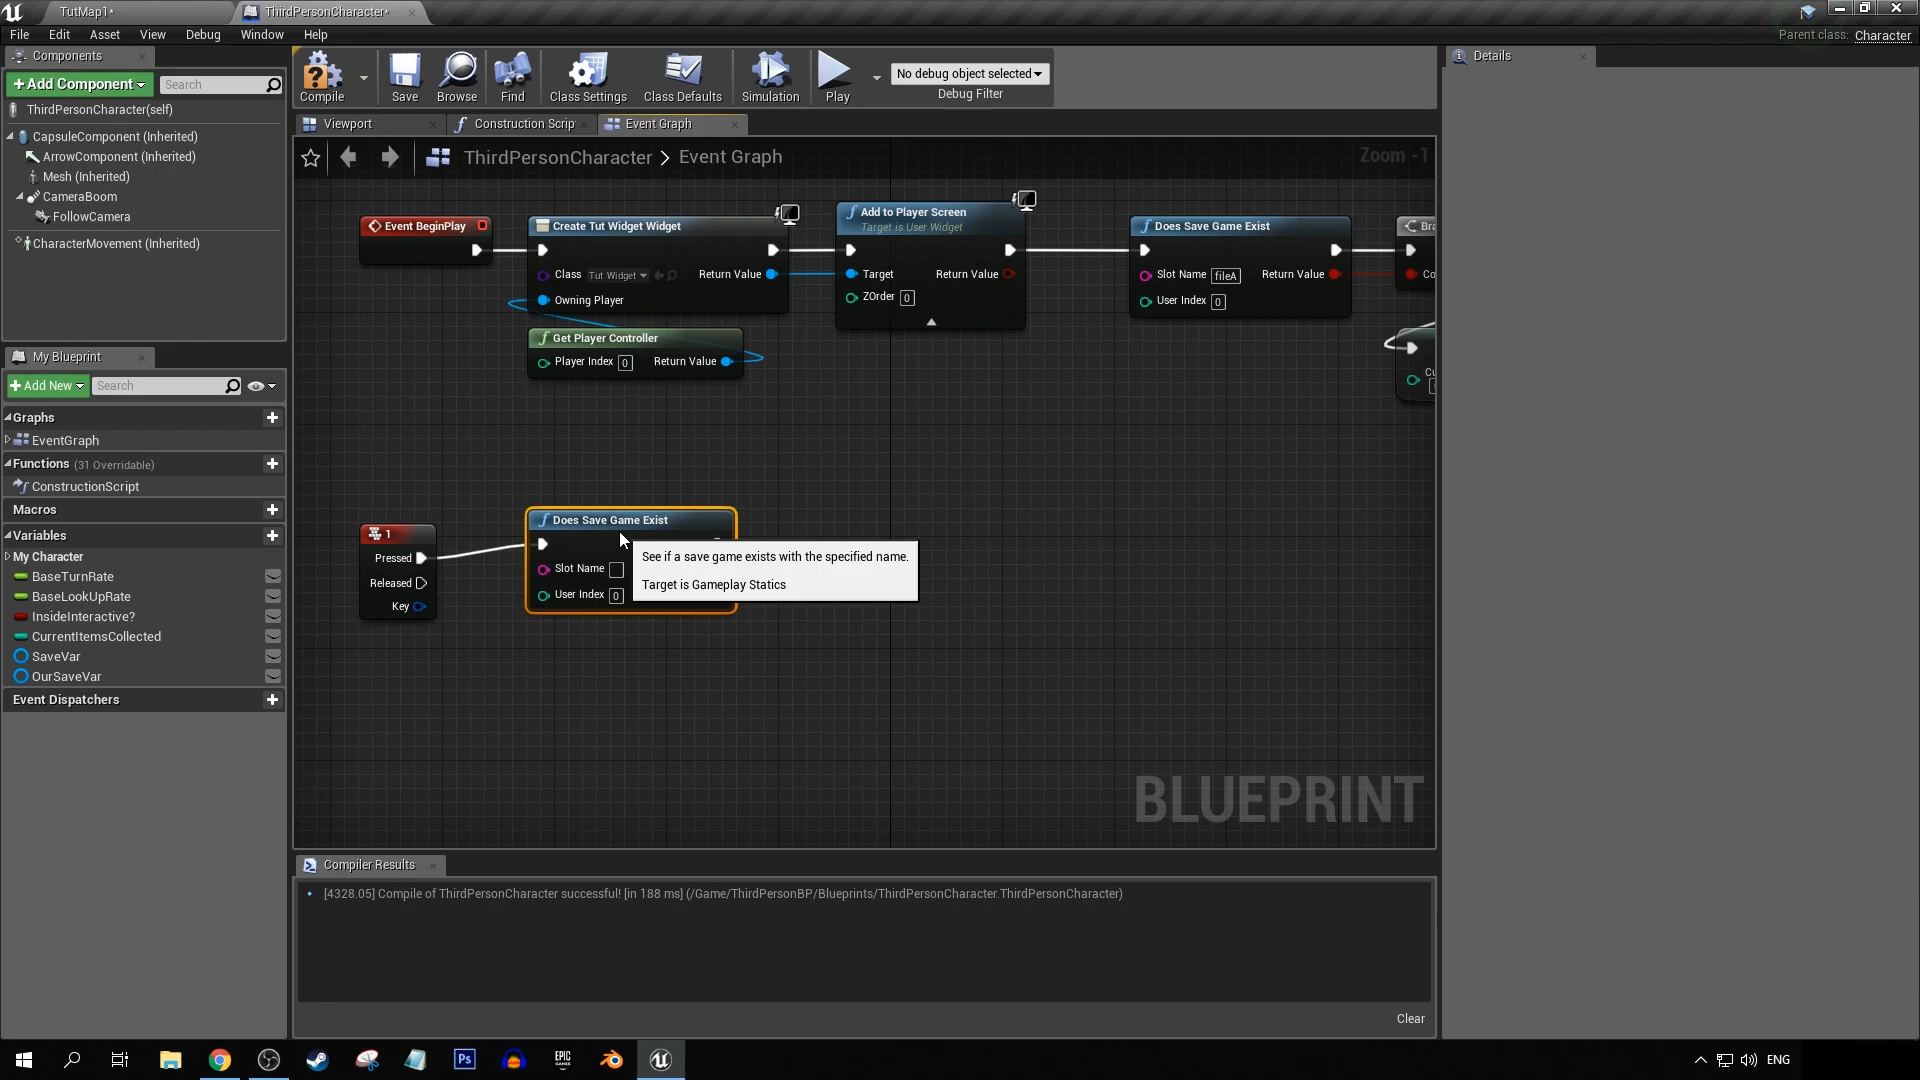 TutMap1*
ThirdPersonCharacter*
File Edit Asset View Debug Window Help
Parent class: Character
Components
+Add Component
Search
ThirdPersonCharacter(self)
CapsuleComponent (Inherited)
ArrowComponent (Inherited)
Mesh (Inherited)
CameraBoom
FollowCamera
CharacterMovement (Inherited)
My Blueprint
+Add New
Search
Graphs
EventGraph
Functions (31 Overridable)
ConstructionScript
Macros
Variables
My Character
BaseTurnRate
BaseLookUpRate
InsideInteractive?
CurrentItemsCollected
SaveVar
OurSaveVar
Event Dispatchers
Compile
Save
Browse
Find
Class Settings
Class Defaults
Simulation
Play
No debug object selected
Debug Filter
Viewport
Construction Scrip
Event Graph
ThirdPersonCharacter > Event Graph
Zoom -1
Event BeginPlay
Create Tut Widget Widget
Class Tut Widget
Return Value
Owning Player
Get Player Controller
Player Index 0
Return Value
Add to Player Screen
Target is User Widget
Target
Return Value
ZOrder 0
Does Save Game Exist
Slot Name fileA
Return Value
User Index 0
Bra
Co
Cu
1
Pressed
Released
Key
Does Save Game Exist
Slot Name
User Index 0
See if a save game exists with the specified name.
Target is Gameplay Statics
BLUEPRINT
Compiler Results
[4328.05] Compile of ThirdPersonCharacter successful! [in 188 ms] (/Game/ThirdPersonBP/Blueprints/ThirdPersonCharacter.ThirdPersonCharacter)
Clear
Details
Ps
EPIC
GAMES
ENG